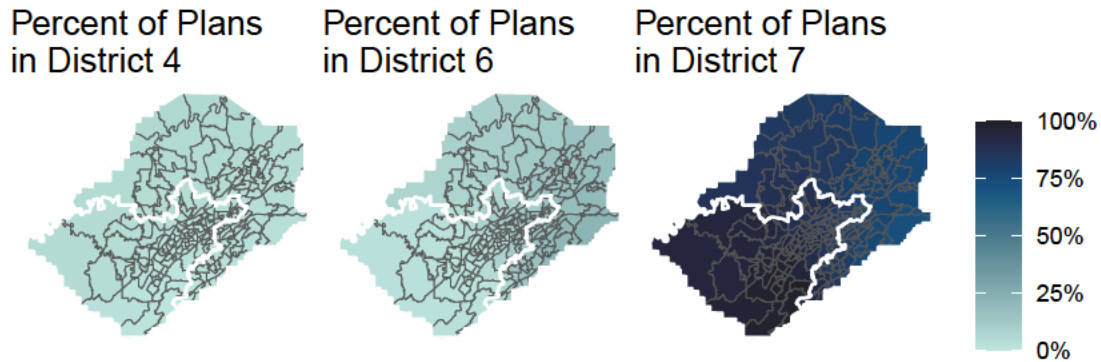 Percent of Plans
in District 4
Percent of Plans
in District 6
Percent of Plans
in District 7
100%
75%
50%
25%
0%